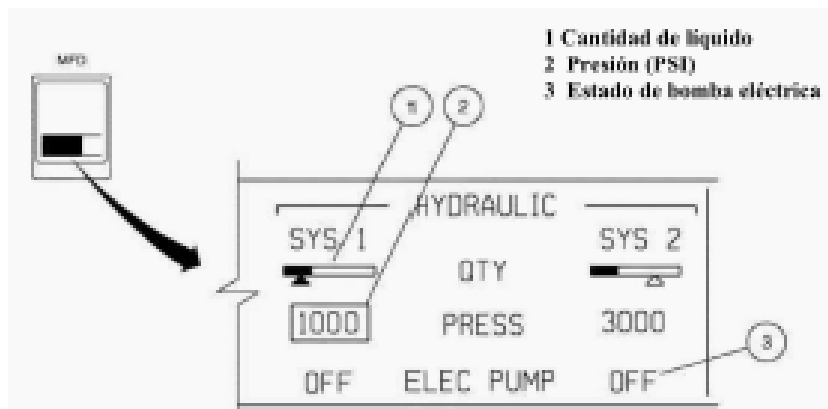 1 Cantidad de líquido
2 Presión (PSI)
3 Estado de bomba eléctrica
MFD
1 2
HYDRAULIC
SYS 1 SYS 2
QTY
1000 PRESS 3000
3
OFF ELEC PUMP OFF